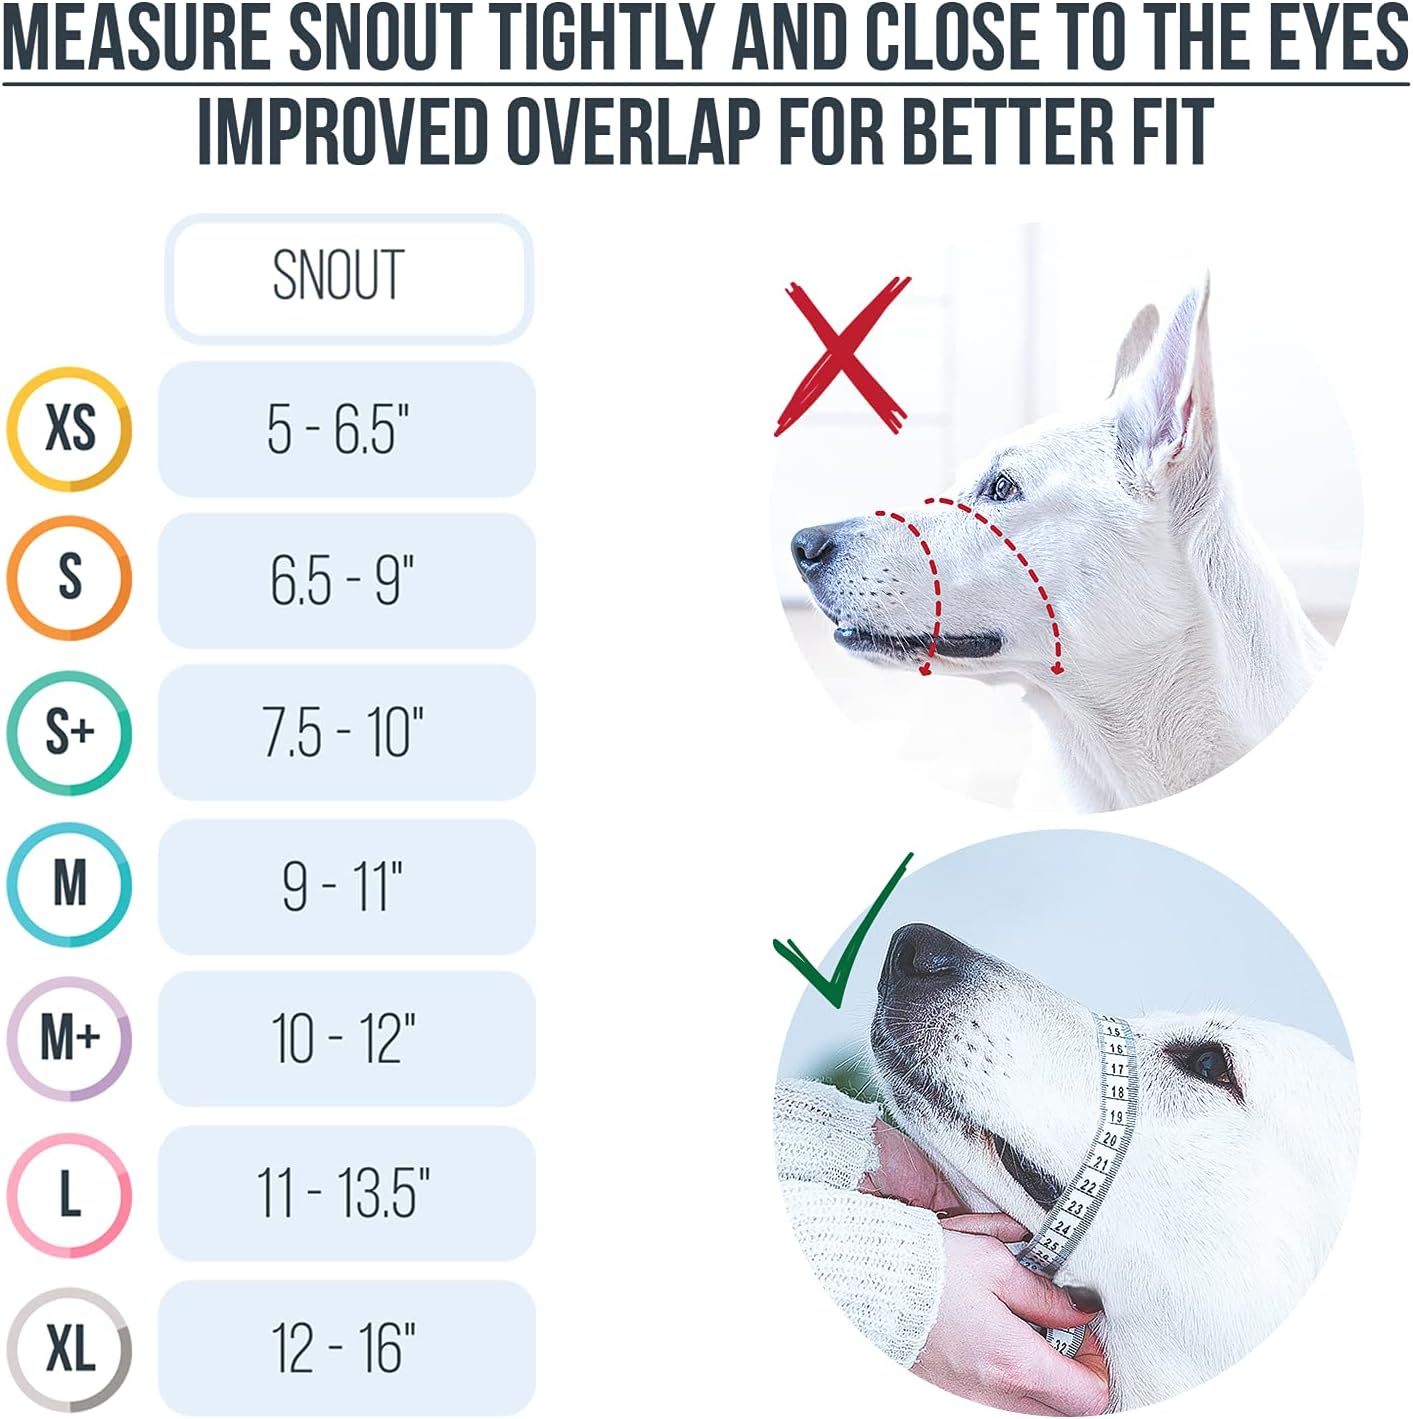 MEASURE SNOUT TIGHTLY AND CLOSE TO THE EYES
IMPROVED OVERLAP FOR BETTER FIT
SNOUT
XS 5 - 6.5"
S 6.5 - 9"
S+ 7.5 - 10"
M 9 - 11"
M+ 10 - 12"
L 11 - 13.5"
XL 12 - 16"
15
16
17
18
19
20
21
22
23
24
25
32